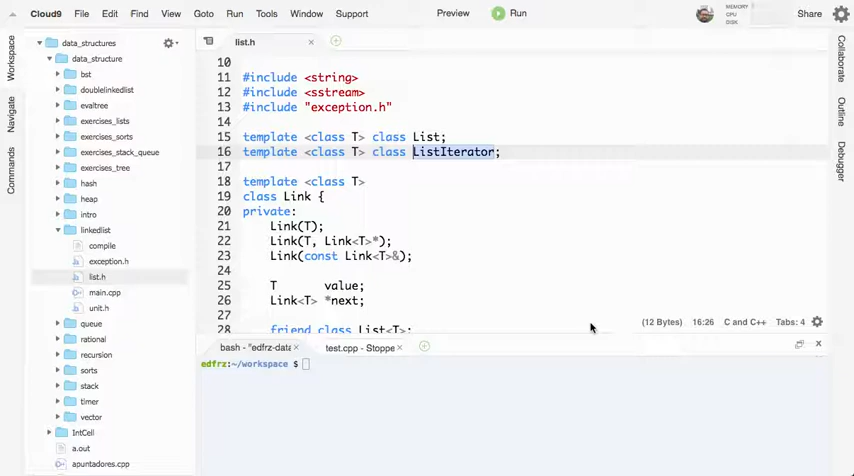 Cloud9 File Edit Find View Goto Run Tools Window Support Preview Run MEMORY CPU DISK Share
Workspace
Navigate
Commands
data_structures
data_structure
bst
doublelinkedlist
evaltree
exercises_lists
exercises_sorts
exercises_stack_queue
exercises_tree
hash
heap
intro
linkedlist
compile
exception.h
list.h
main.cpp
unit.h
queue
rational
recursion
sorts
stack
timer
vector
IntCell
a.out
apuntadores.cpp
list.h
10
11 #include <string>
12 #include <sstream>
13 #include "exception.h"
14
15 template <class T> class List;
16 template <class T> class ListIterator;
17
18 template <class T>
19 class Link {
20 private:
21 Link(T);
22 Link(T, Link<T>*);
23 Link(const Link<T>&);
24
25 T value;
26 Link<T> *next;
27
28 friend class List<T>;
(12 Bytes) 16:26 C and C++ Tabs: 4
bash - "edfrz-data test.cpp - Stoppe
edfrz:~/workspace $
Collaborate
Outline
Debugger